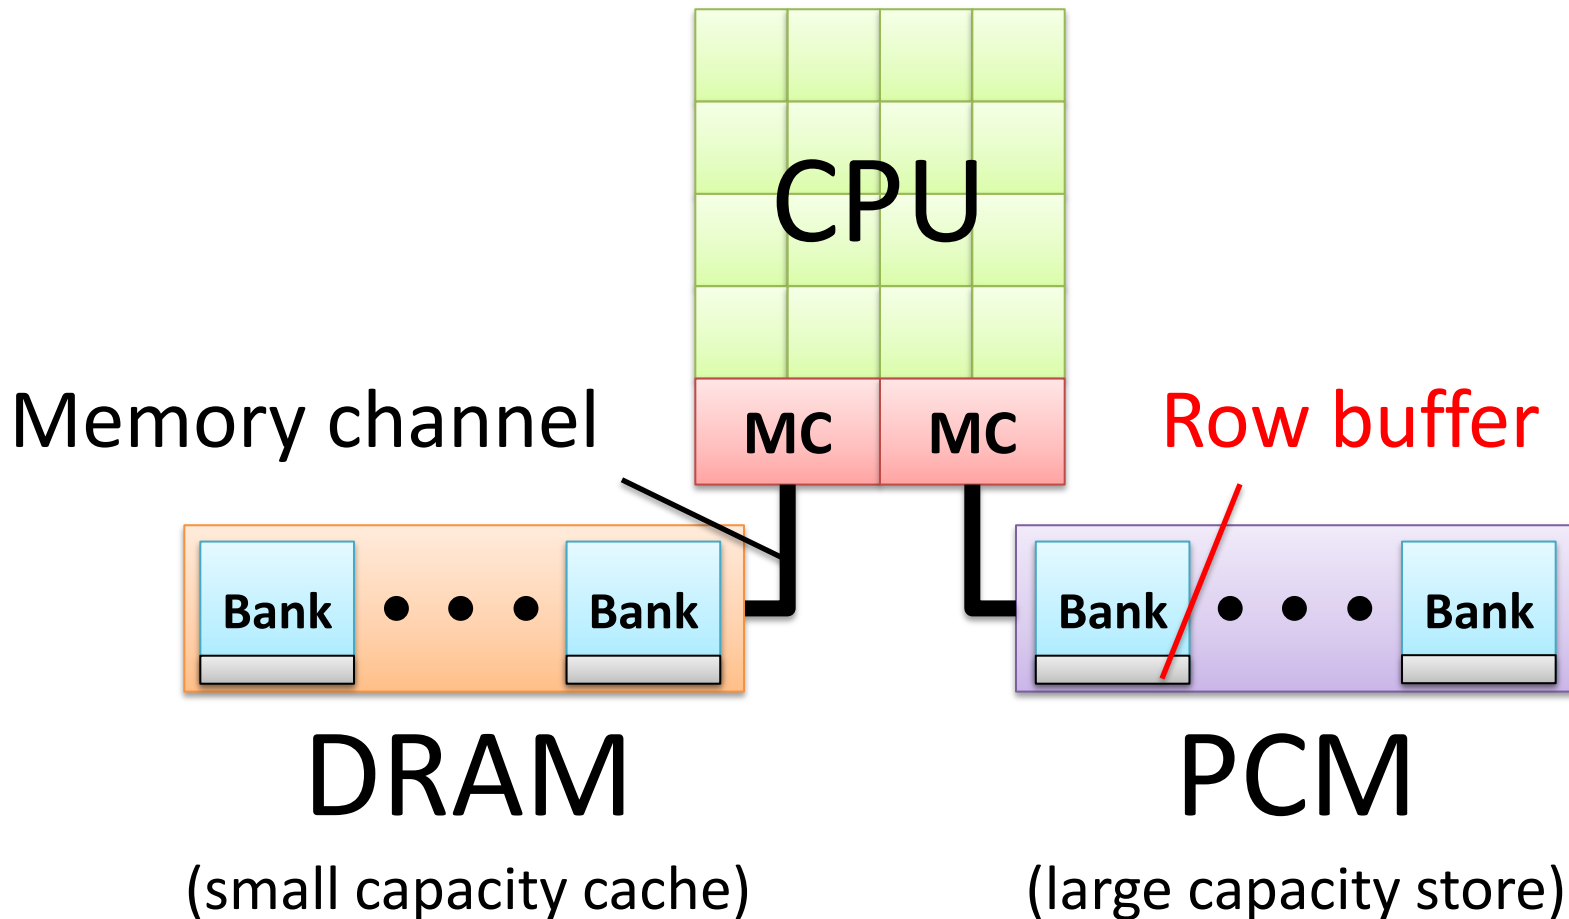 CPU
Memory channel
MC MC
Row buffer
Bank Bank
Bank Bank
DRAM
PCM
(small capacity cache)
(large capacity store)